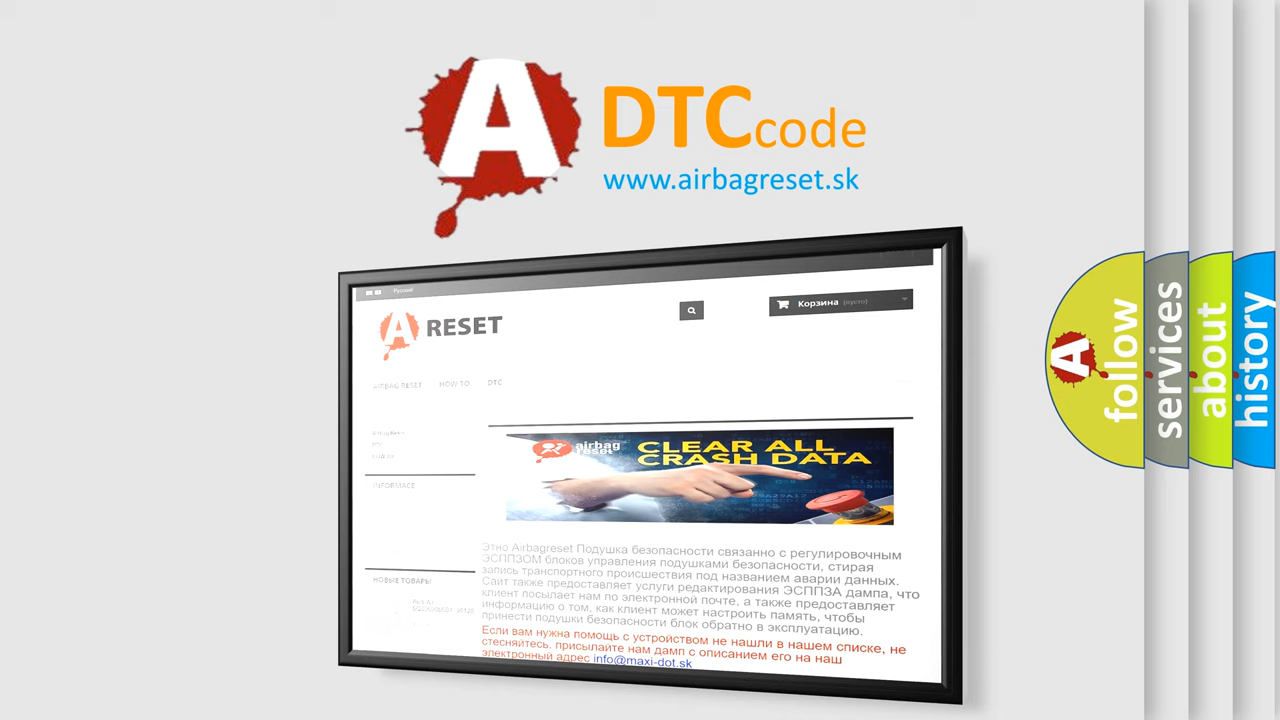 A
DTCcode
www.airbagreset.sk
Русский
Корзина (пусто)
A RESET
AIRBAG RESET HOW TO DTC
INFORMACE
НОВЫЕ ТОВАРЫ
airbag
reset
CLEAR ALL
CRASH DATA
Этно Airbagreset Подушка безопасности связанно с регулировочным
ЭСППЗОМ блоков управления подушками безопасности, стирая
запись транспортного происшествия под названием аварии данных.
Сайт также предоставляет услуги редактирования ЭСППЗА дампа, что
клиент посылает нам по электронной почте, а также предоставляет
информацию о том, как клиент может настроить память, чтобы
принести подушки безопасности блок обратно в эксплуатацию.
Если вам нужна помощь с устройством не нашли в нашем списке, не
стесняйтесь, присылайте нам дамп с описанием его на наш
электронный адрес info@maxi-dot.sk
A
follow
services
about
history